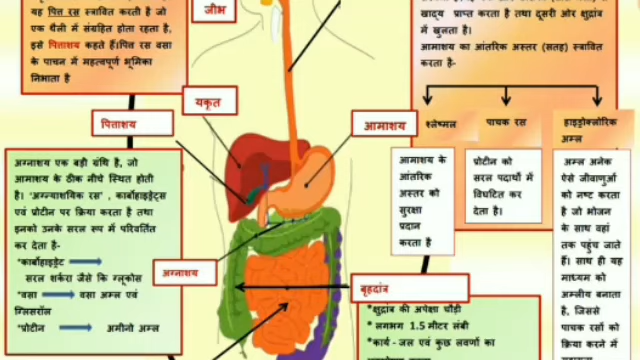 यह पित्त रस स्त्रावित करती है जो
एक थैली में संग्रहित होता रहता है,
इसे पिताशय कहते हैं।पित्त रस वसा
के पाचन में महत्वपूर्ण भूमिका
निभाता है
जीभ
खाद्य प्राप्त करता है तथा दूसरी ओर क्षुद्रांत्र
में खुलता है।
आमाशय का आंतरिक अस्तर (सतह) स्त्रावित
करता है-
श्लेष्मल
पाचक रस
हाइड्रोक्लोरिक
अम्ल
यकृत
पिताशय
आमाशय
अग्नाशय एक बड़ी ग्रंथि है, जो
आमाशय के ठीक नीचे स्थित होती
है। 'अग्न्याशयिक रस' , कार्बोहाइड्रेट्स
एवं प्रोटीन पर क्रिया करता है तथा
इनको उनके सरल रूप में परिवर्तित
कर देता है-
*कार्बोहाइड्रेट
सरल शर्करा जैसे कि ग्लूकोस
*वसा वसा अम्ल एवं
ग्लिसरॉल
*प्रोटीन अमीनो अम्ल
आमाशय के
आंतरिक
अस्तर को
सुरक्षा
प्रदान
करता है
प्रोटीन को
सरल पदार्थों में
विघटित कर
देता है।
अम्ल अनेक
ऐसे जीवाणुओं
को नष्ट करता
है जो भोजन
के साथ वहां
तक पहुंच जाते
हैं। साथ ही यह
माध्यम को
अम्लीय बनाता
है, जिससे
पाचक रसों को
क्रिया करने में
अग्नाशय
बृहदांत्र
*क्षुद्रांत्र की अपेक्षा चौड़ी
* लगभग 1.5 मीटर लंबी
*कार्य - जल एवं कुछ लवणों का